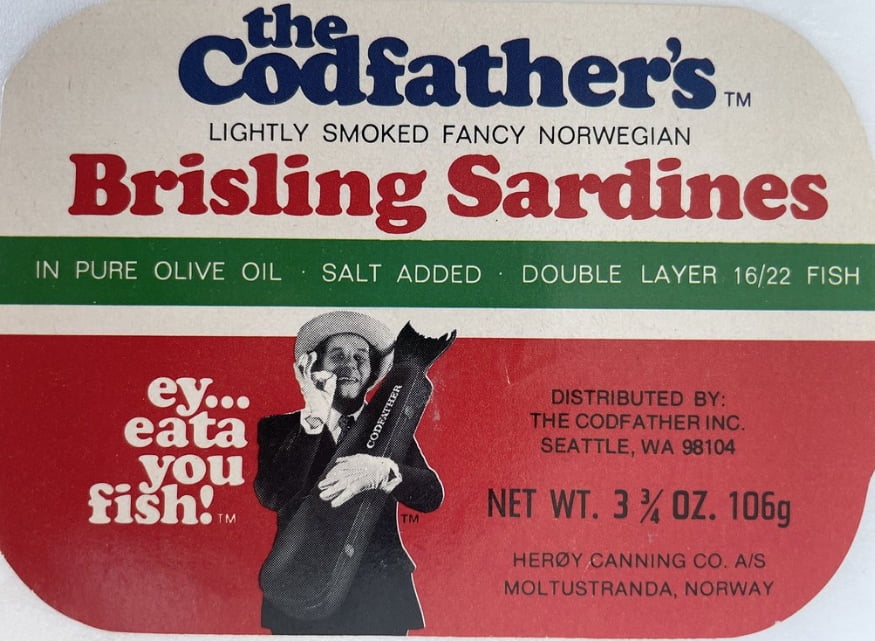 the
Codfather's TM
LIGHTLY SMOKED FANCY NORWEGIAN
Brisling Sardines
IN PURE OLIVE OIL · SALT ADDED · DOUBLE LAYER 16/22 FISH
ey...
eata
you
fish! TM
CODFATHER
TM
DISTRIBUTED BY:
THE CODFATHER INC.
SEATTLE, WA 98104
NET WT. 3 ¾ OZ. 106g
HERØY CANNING CO. A/S
MOLTUSTRANDA, NORWAY